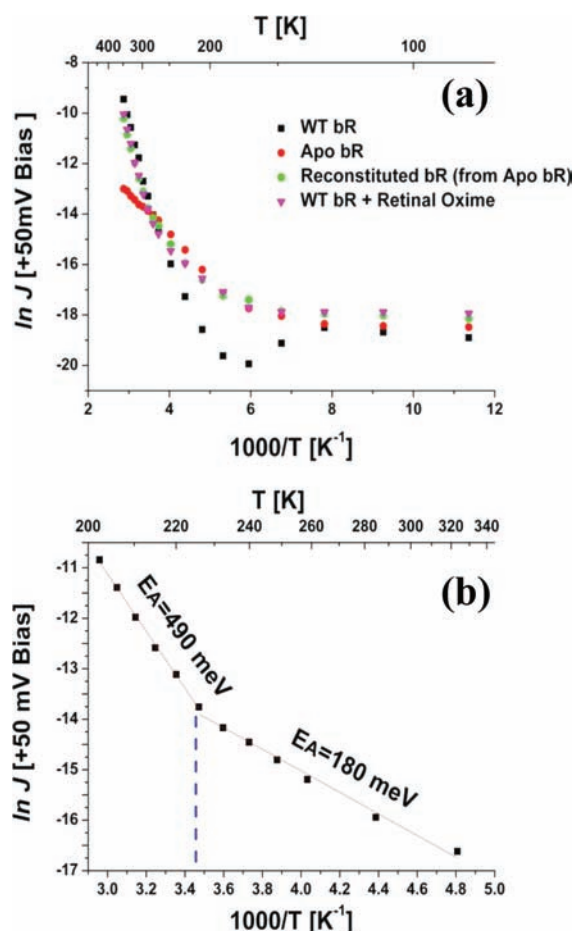 T [K]
400 300 200 100
(a)
ln J [+50mV Bias]
-8
-10
-12
-14
-16
-18
-20
WT bR
Apo bR
Reconstituted bR (from Apo bR)
WT bR + Retinal Oxime
2 4 6 8 10 12
1000/T [K⁻¹]
T [K]
200 220 240 260 280 300 320 340
(b)
ln J [+50 mV Bias]
-11
-12
-13
-14
-15
-16
-17
EA=490 meV
EA=180 meV
3.0 3.2 3.4 3.6 3.8 4.0 4.2 4.4 4.6 4.8 5.0
1000/T [K⁻¹]